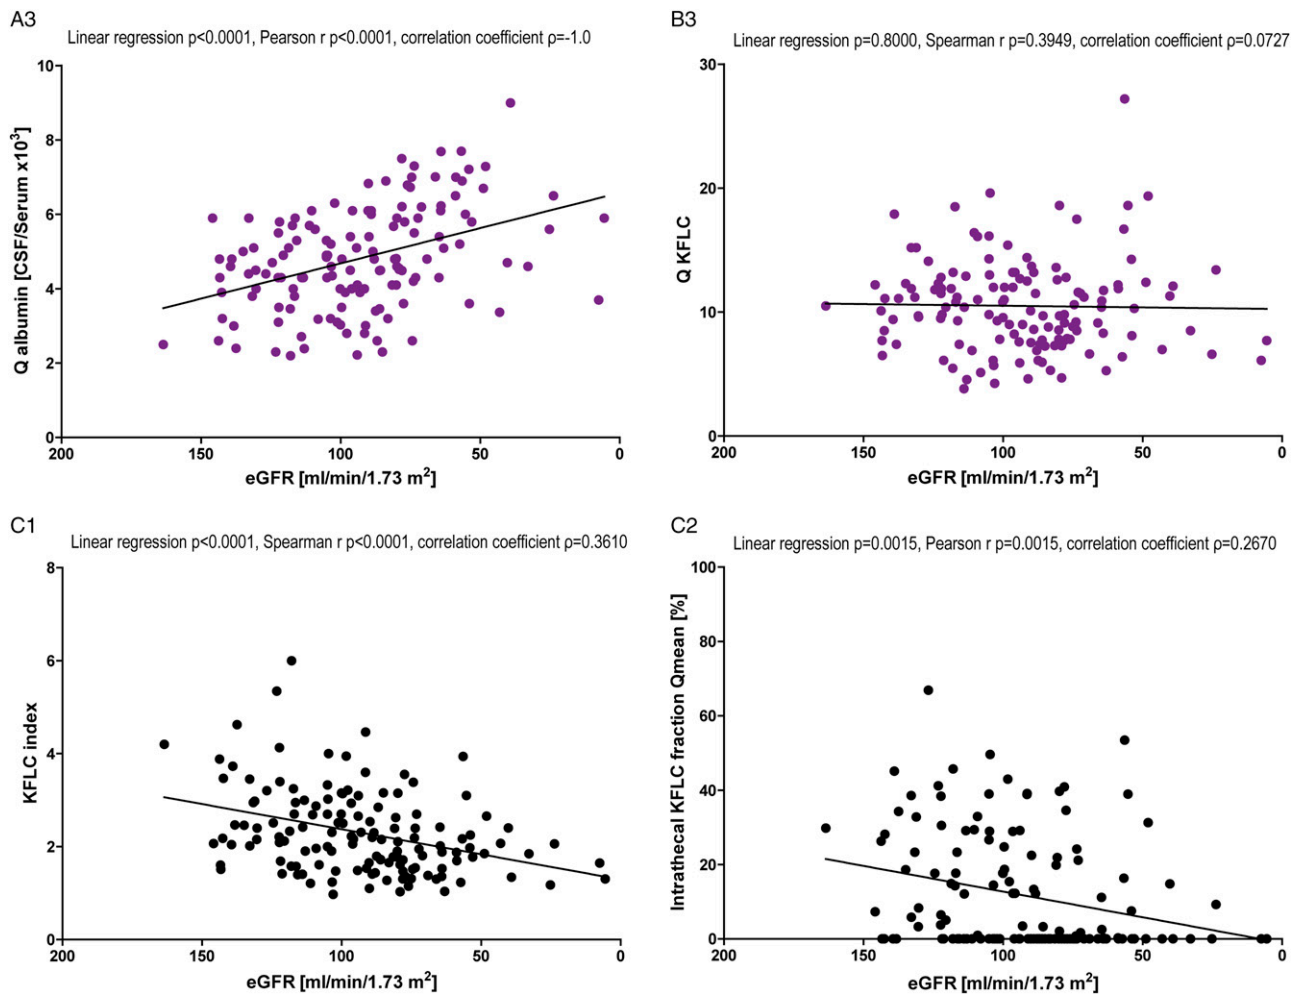 A3
Linear regression p<0.0001, Pearson r p<0.0001, correlation coefficient ρ=-1.0
10
8
6
4
2
0
Q albumin [CSF/Serum x10³]
200 150 100 50 0
eGFR [ml/min/1.73 m²]
B3
Linear regression p=0.8000, Spearman r p=0.3949, correlation coefficient ρ=0.0727
30
20
10
0
Q KFLC
200 150 100 50 0
eGFR [ml/min/1.73 m²]
C1
Linear regression p<0.0001, Spearman r p<0.0001, correlation coefficient ρ=0.3610
8
6
4
2
0
KFLC index
200 150 100 50 0
eGFR [ml/min/1.73 m²]
C2
Linear regression p=0.0015, Pearson r p=0.0015, correlation coefficient ρ=0.2670
100
80
60
40
20
0
Intrathecal KFLC fraction Qmean [%]
200 150 100 50 0
eGFR [ml/min/1.73 m²]